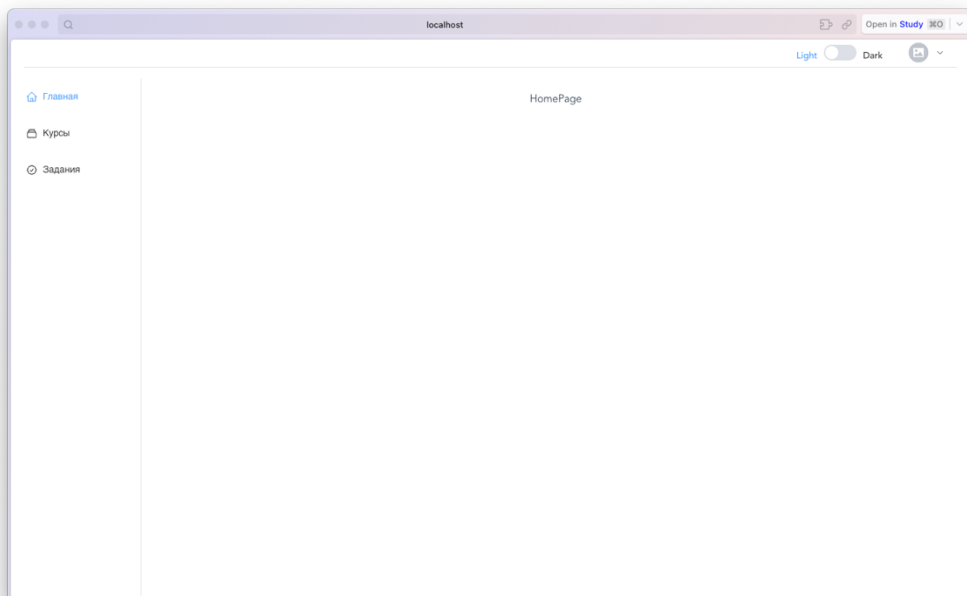 localhost
Open in Study ⌘O
Light Dark
Главная
HomePage
Курсы
Задания